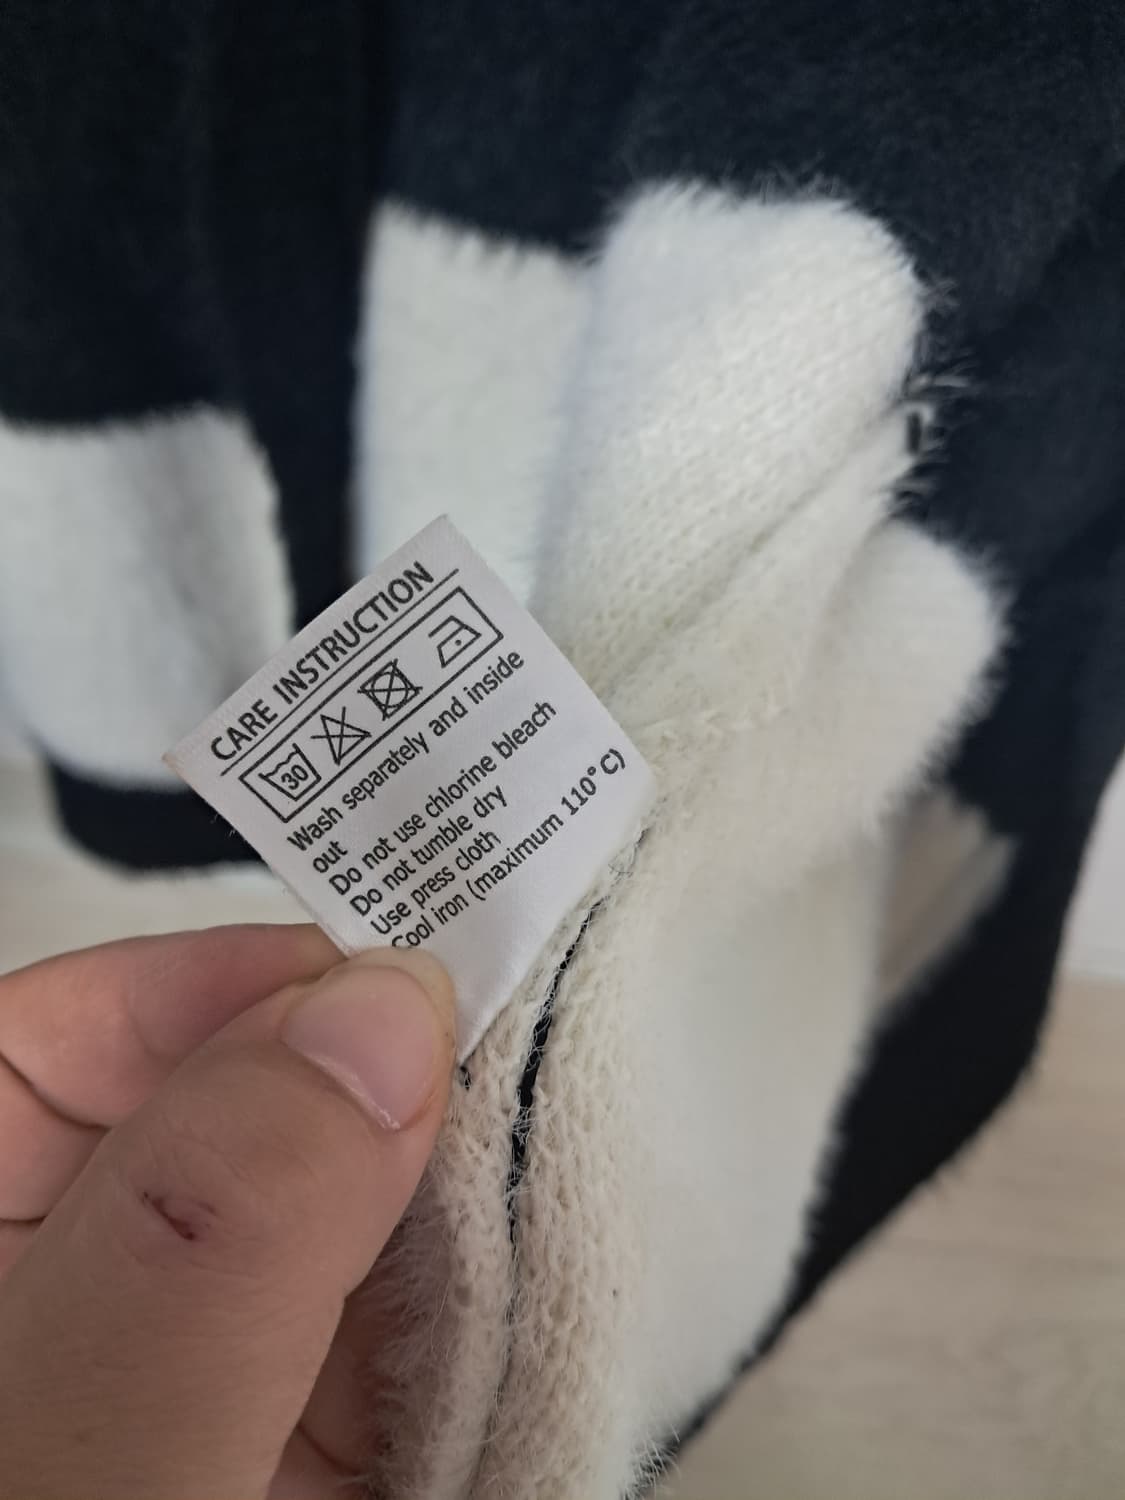 CARE INSTRUCTION
30
Wash separately and inside
out
Do not use chlorine bleach
Do not tumble dry
Use press cloth
Cool iron (maximum 110°C)